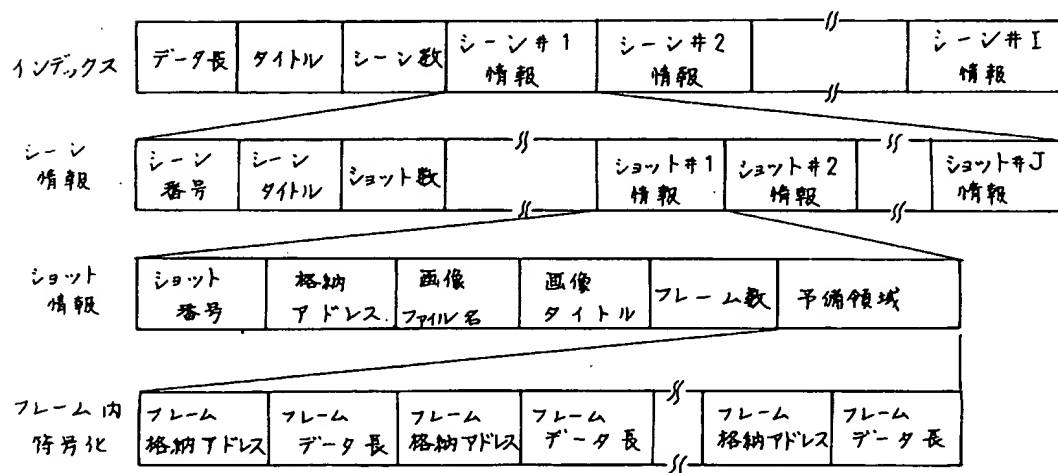 インデックス
データ長
タイトル
シーン数
シーン#1
情報
シーン#2
情報
シーン#I
情報
シーン
情報
シーン
番号
シーン
タイトル
ショット数
ショット#1
情報
ショット#2
情報
ショット#J
情報
ショット
情報
ショット
番号
格納
アドレス
画像
ファイル名
画像
タイトル
フレーム数
予備領域
フレーム内
符号化
フレーム
格納アドレス
フレーム
データ長
フレーム
格納アドレス
フレーム
データ長
フレーム
格納アドレス
フレーム
データ長